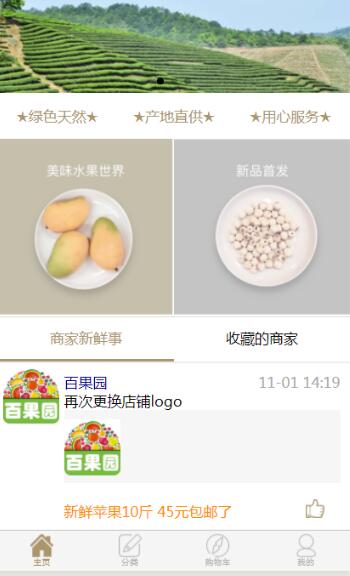 ★绿色天然★ ★产地直供★ ★用心服务★
美味水果世界 新品首发
商家新鲜事 收藏的商家
百果园 11-01 14:19
百果园
再次更换店铺logo
百果园
新鲜苹果10斤 45元包邮了
主页 分类 购物车 我的